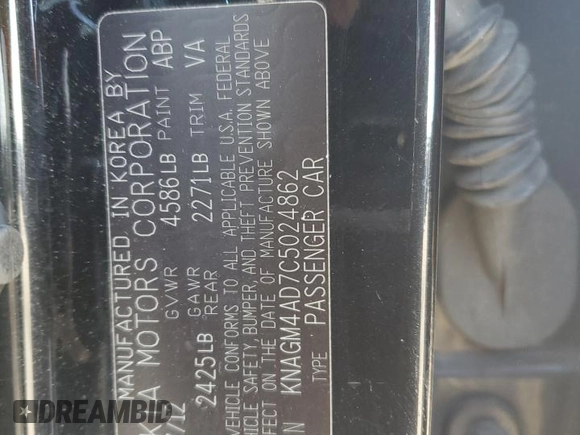 MANUFACTURED IN KOREA BY
KIA MOTORS CORPORATION
GVWR 4586LB PAINT ABP
2425LB GAWR REAR 2271LB TRIM VA
VEHICLE CONFORMS TO ALL APPLICABLE U.S.A. FEDERAL
VEHICLE SAFETY, BUMPER, AND THEFT PREVENTION STANDARDS
EFFECT ON THE DATE OF MANUFACTURE SHOWN ABOVE
KNAGM4AD7C5024862
TYPE PASSENGER CAR
DREAMBID